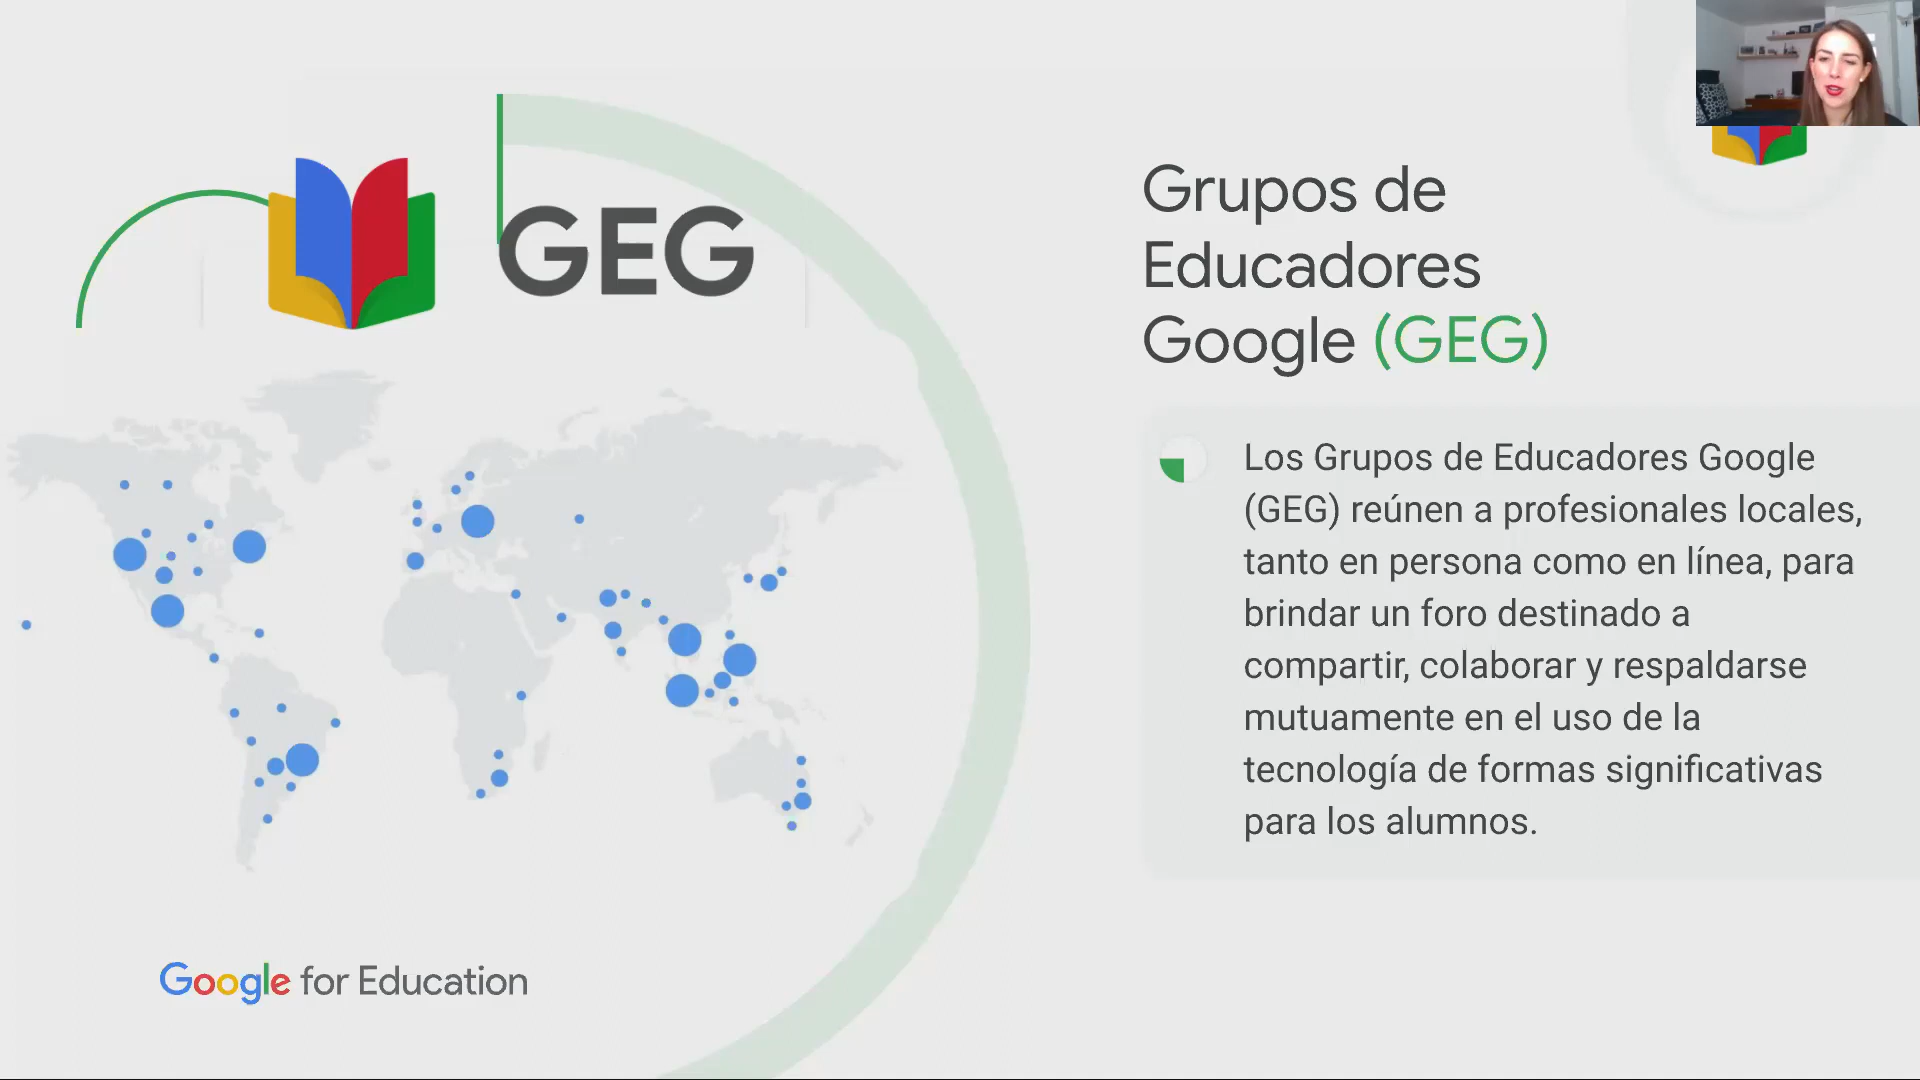 GEG
Grupos de
Educadores
Google (GEG)
Los Grupos de Educadores Google
(GEG) reúnen a profesionales locales,
tanto en persona como en línea, para
brindar un foro destinado a
compartir, colaborar y respaldarse
mutuamente en el uso de la
tecnología de formas significativas
para los alumnos.
Google for Education